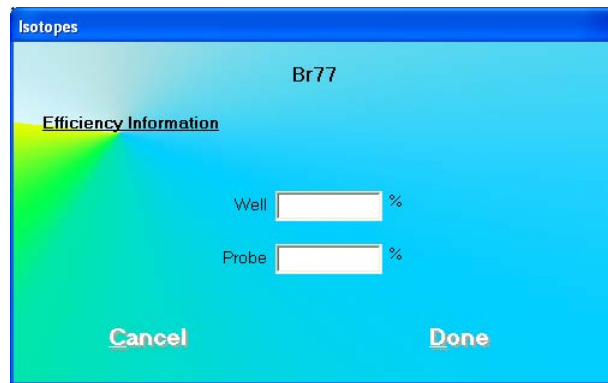 Isotopes
Br77
Efficiency Information
Well %
Probe %
Cancel Done